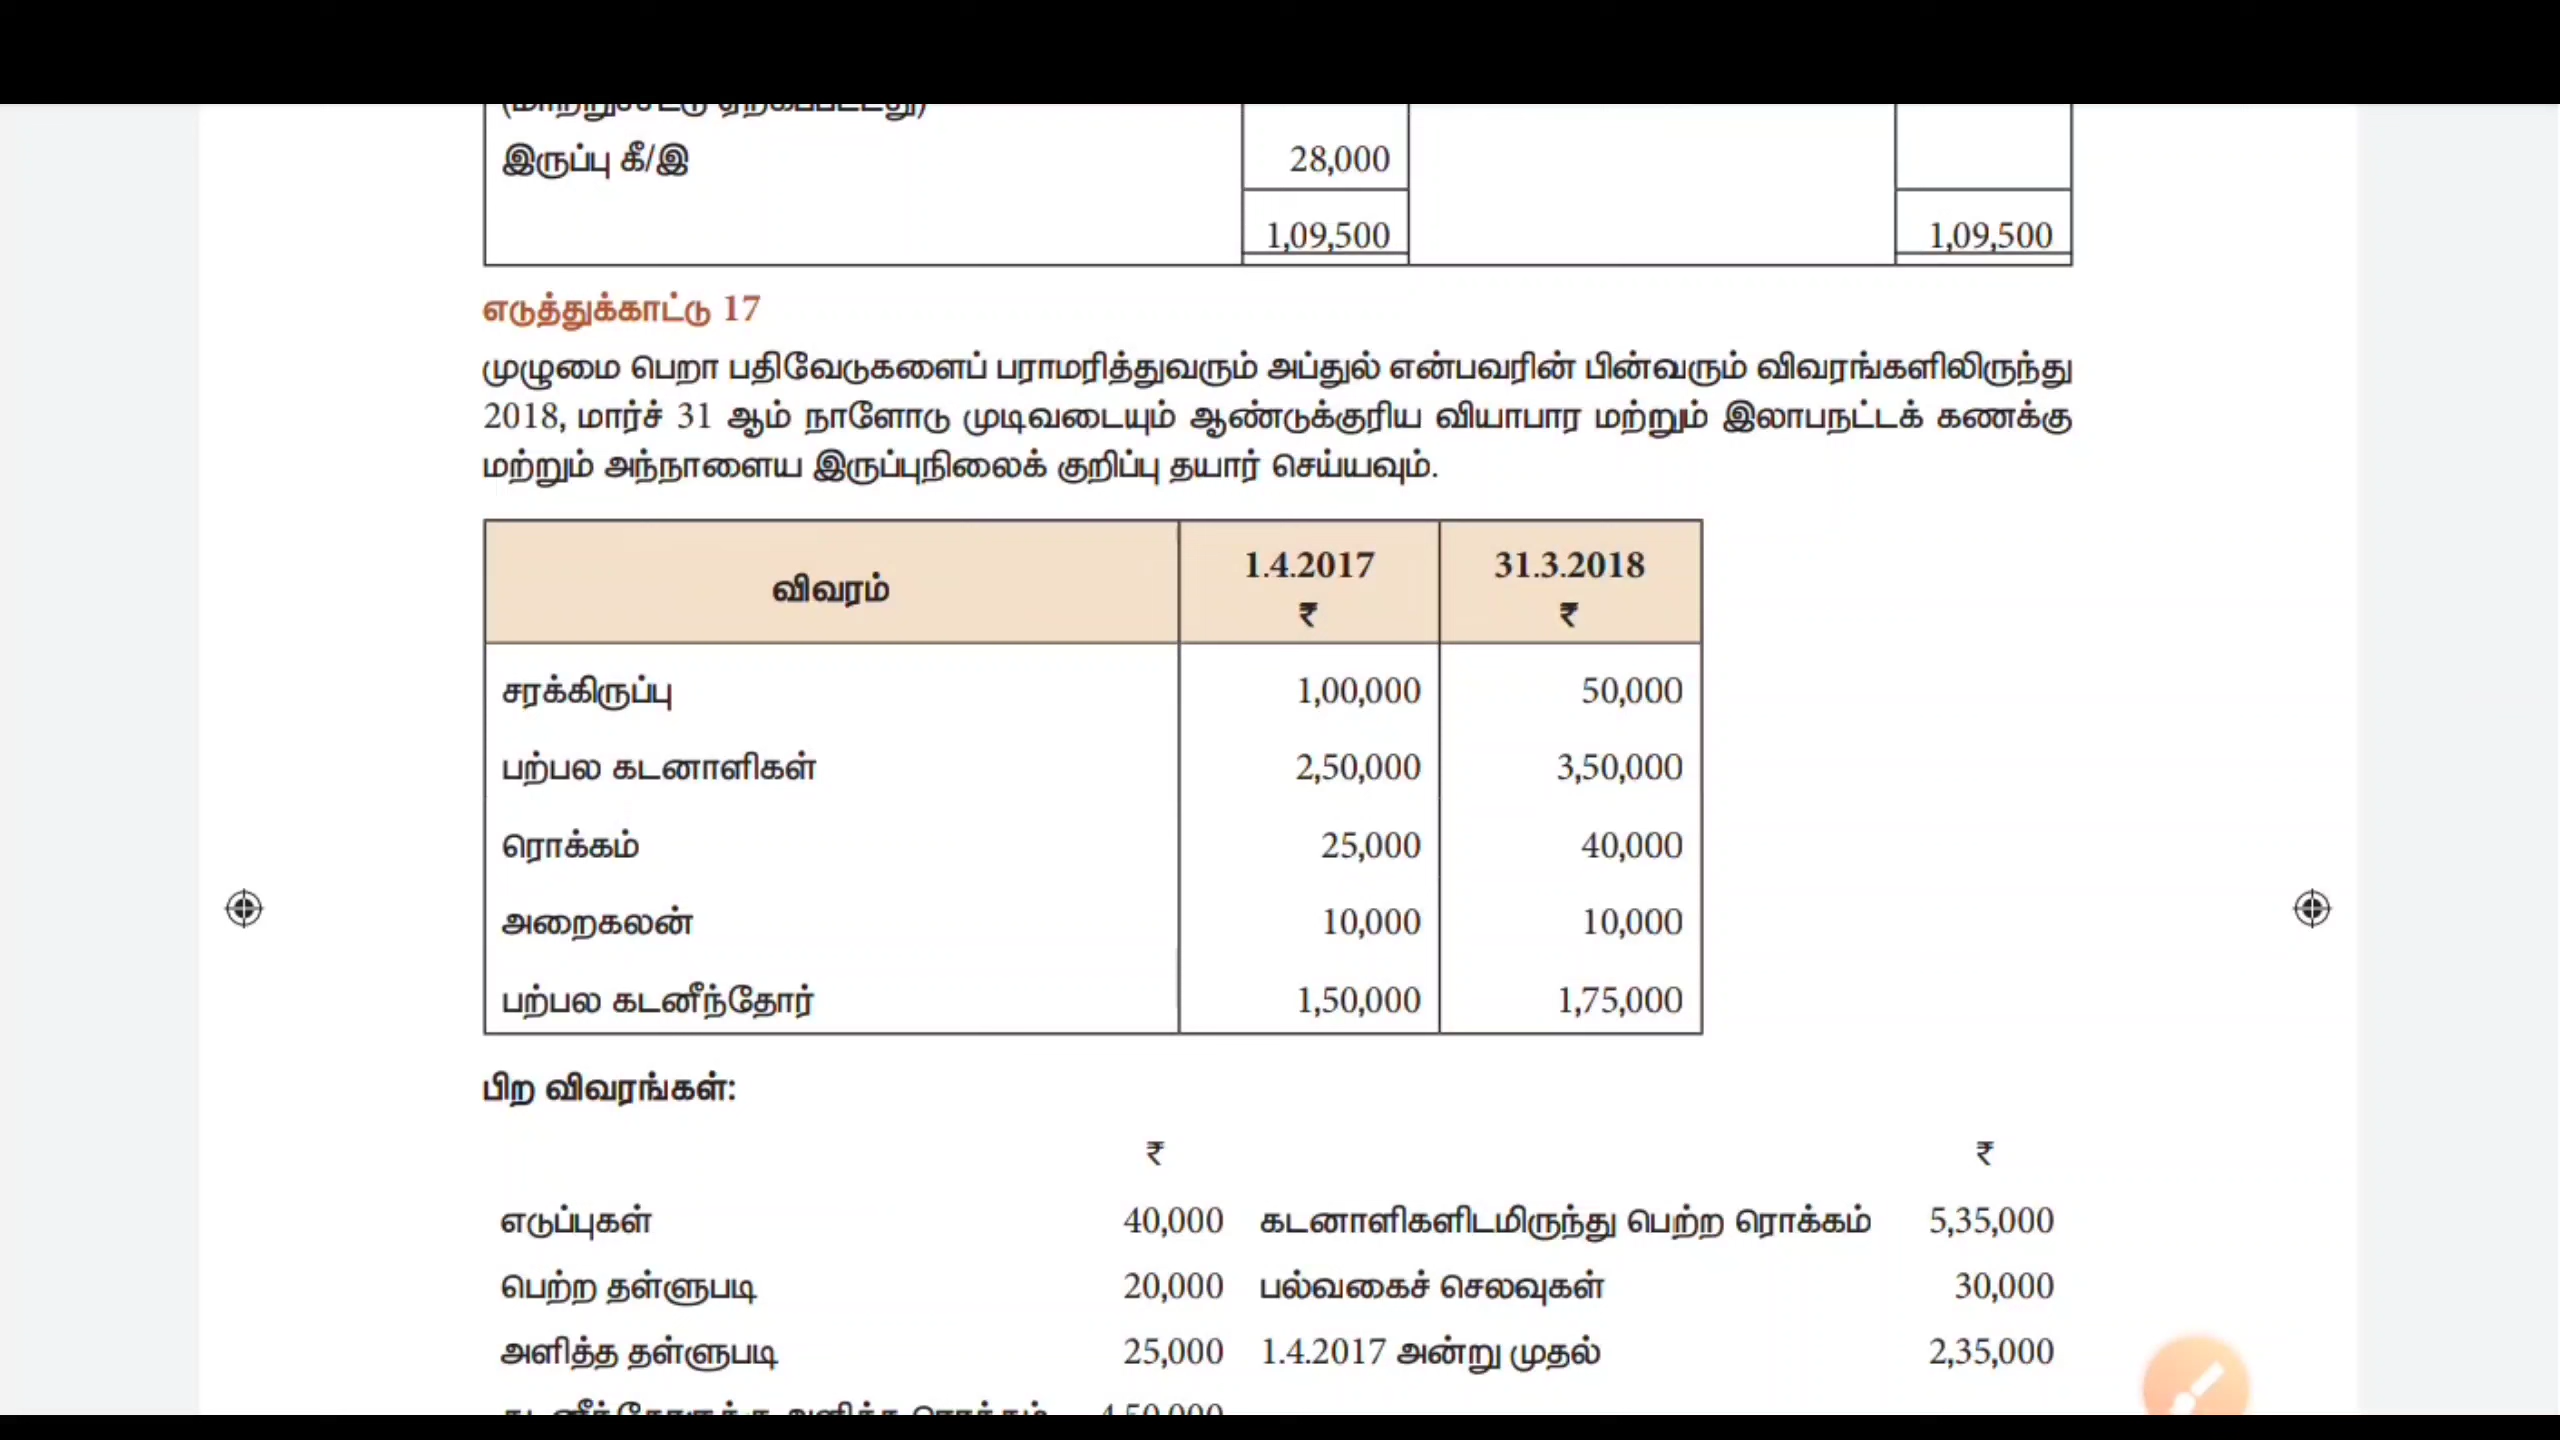 இருப்பு கீ/இ 28,000
1,09,500 1,09,500
எடுத்துக்காட்டு 17
முழுமை பெறா பதிவேடுகளைப் பராமரித்துவரும் அப்துல் என்பவரின் பின்வரும் விவரங்களிலிருந்து
2018, மார்ச் 31 ஆம் நாளோடு முடிவடையும் ஆண்டுக்குரிய வியாபார மற்றும் இலாபநட்டக் கணக்கு
மற்றும் அந்நாளைய இருப்புநிலைக் குறிப்பு தயார் செய்யவும்.
விவரம் 1.4.2017 ₹ 31.3.2018 ₹
சரக்கிருப்பு 1,00,000 50,000
பற்பல கடனாளிகள் 2,50,000 3,50,000
ரொக்கம் 25,000 40,000
அறைகலன் 10,000 10,000
பற்பல கடனீந்தோர் 1,50,000 1,75,000
பிற விவரங்கள்:
₹ ₹
எடுப்புகள் 40,000 கடனாளிகளிடமிருந்து பெற்ற ரொக்கம் 5,35,000
பெற்ற தள்ளுபடி 20,000 பல்வகைச் செலவுகள் 30,000
அளித்த தள்ளுபடி 25,000 1.4.2017 அன்று முதல் 2,35,000